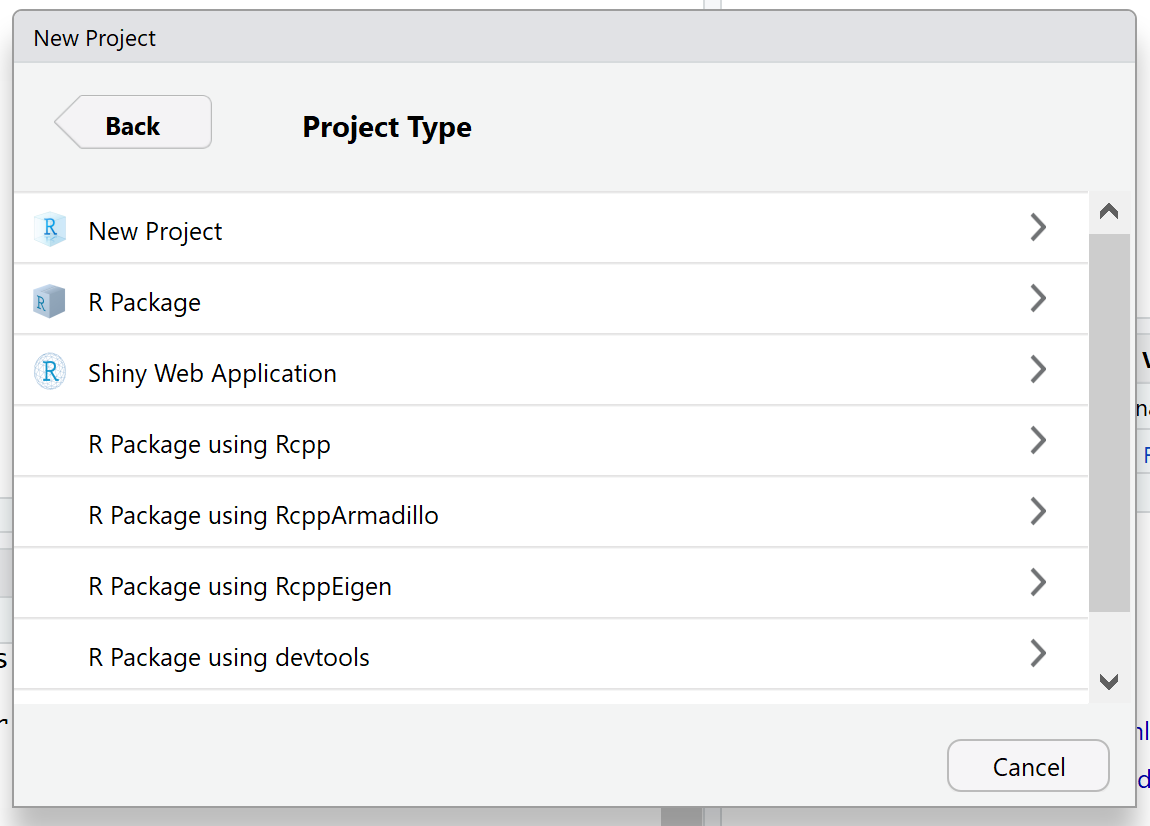 New Project
Back
Project Type
New Project
R Package
Shiny Web Application
R Package using Rcpp
R Package using RcppArmadillo
R Package using RcppEigen
R Package using devtools
Cancel